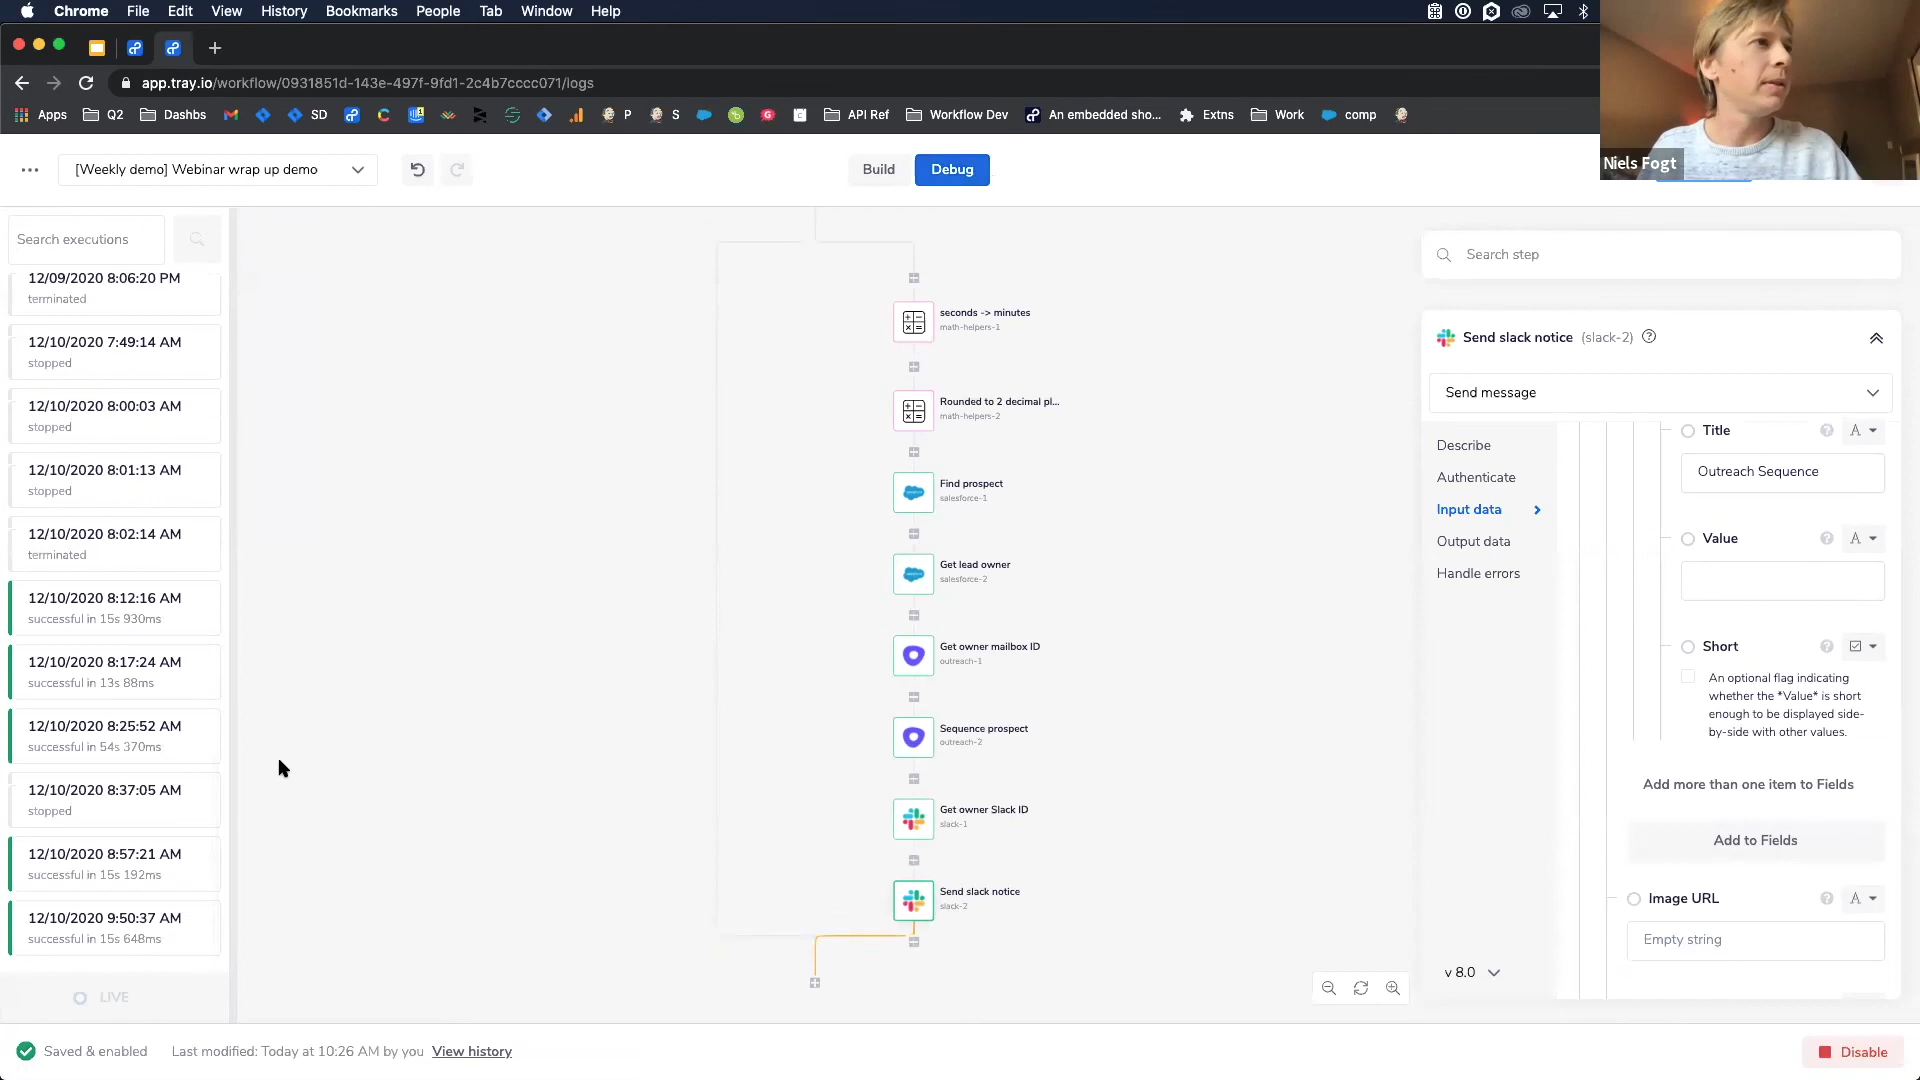 Chrome File Edit View History Bookmarks People Tab Window Help
app.tray.io/workflow/0931851d-143e-497f-9fd1-2c4b7cccc071/logs
Apps Q2 Dashbs SD P S API Ref Workflow Dev An embedded sho... Extns Work comp
Niels Fogt
[Weekly demo] Webinar wrap up demo
Build Debug
Search executions
12/09/2020 8:06:20 PM
terminated
12/10/2020 7:49:14 AM
stopped
12/10/2020 8:00:03 AM
stopped
12/10/2020 8:01:13 AM
stopped
12/10/2020 8:02:14 AM
terminated
12/10/2020 8:12:16 AM
successful in 15s 930ms
12/10/2020 8:17:24 AM
successful in 13s 88ms
12/10/2020 8:25:52 AM
successful in 54s 370ms
12/10/2020 8:37:05 AM
stopped
12/10/2020 8:57:21 AM
successful in 15s 192ms
12/10/2020 9:50:37 AM
successful in 15s 648ms
LIVE
seconds -> minutes
math-helpers-1
Rounded to 2 decimal pl...
math-helpers-2
Find prospect
salesforce-1
Get lead owner
salesforce-2
Get owner mailbox ID
outreach-1
Sequence prospect
outreach-2
Get owner Slack ID
slack-1
Send slack notice
slack-2
Search step
Send slack notice (slack-2)
Send message
Describe
Authenticate
Input data
Output data
Handle errors
v 8.0
Title A
Outreach Sequence
Value A
Short
An optional flag indicating
whether the *Value* is short
enough to be displayed side-
by-side with other values.
Add more than one item to Fields
Add to Fields
Image URL A
Empty string
Saved & enabled Last modified: Today at 10:26 AM by you View history
Disable